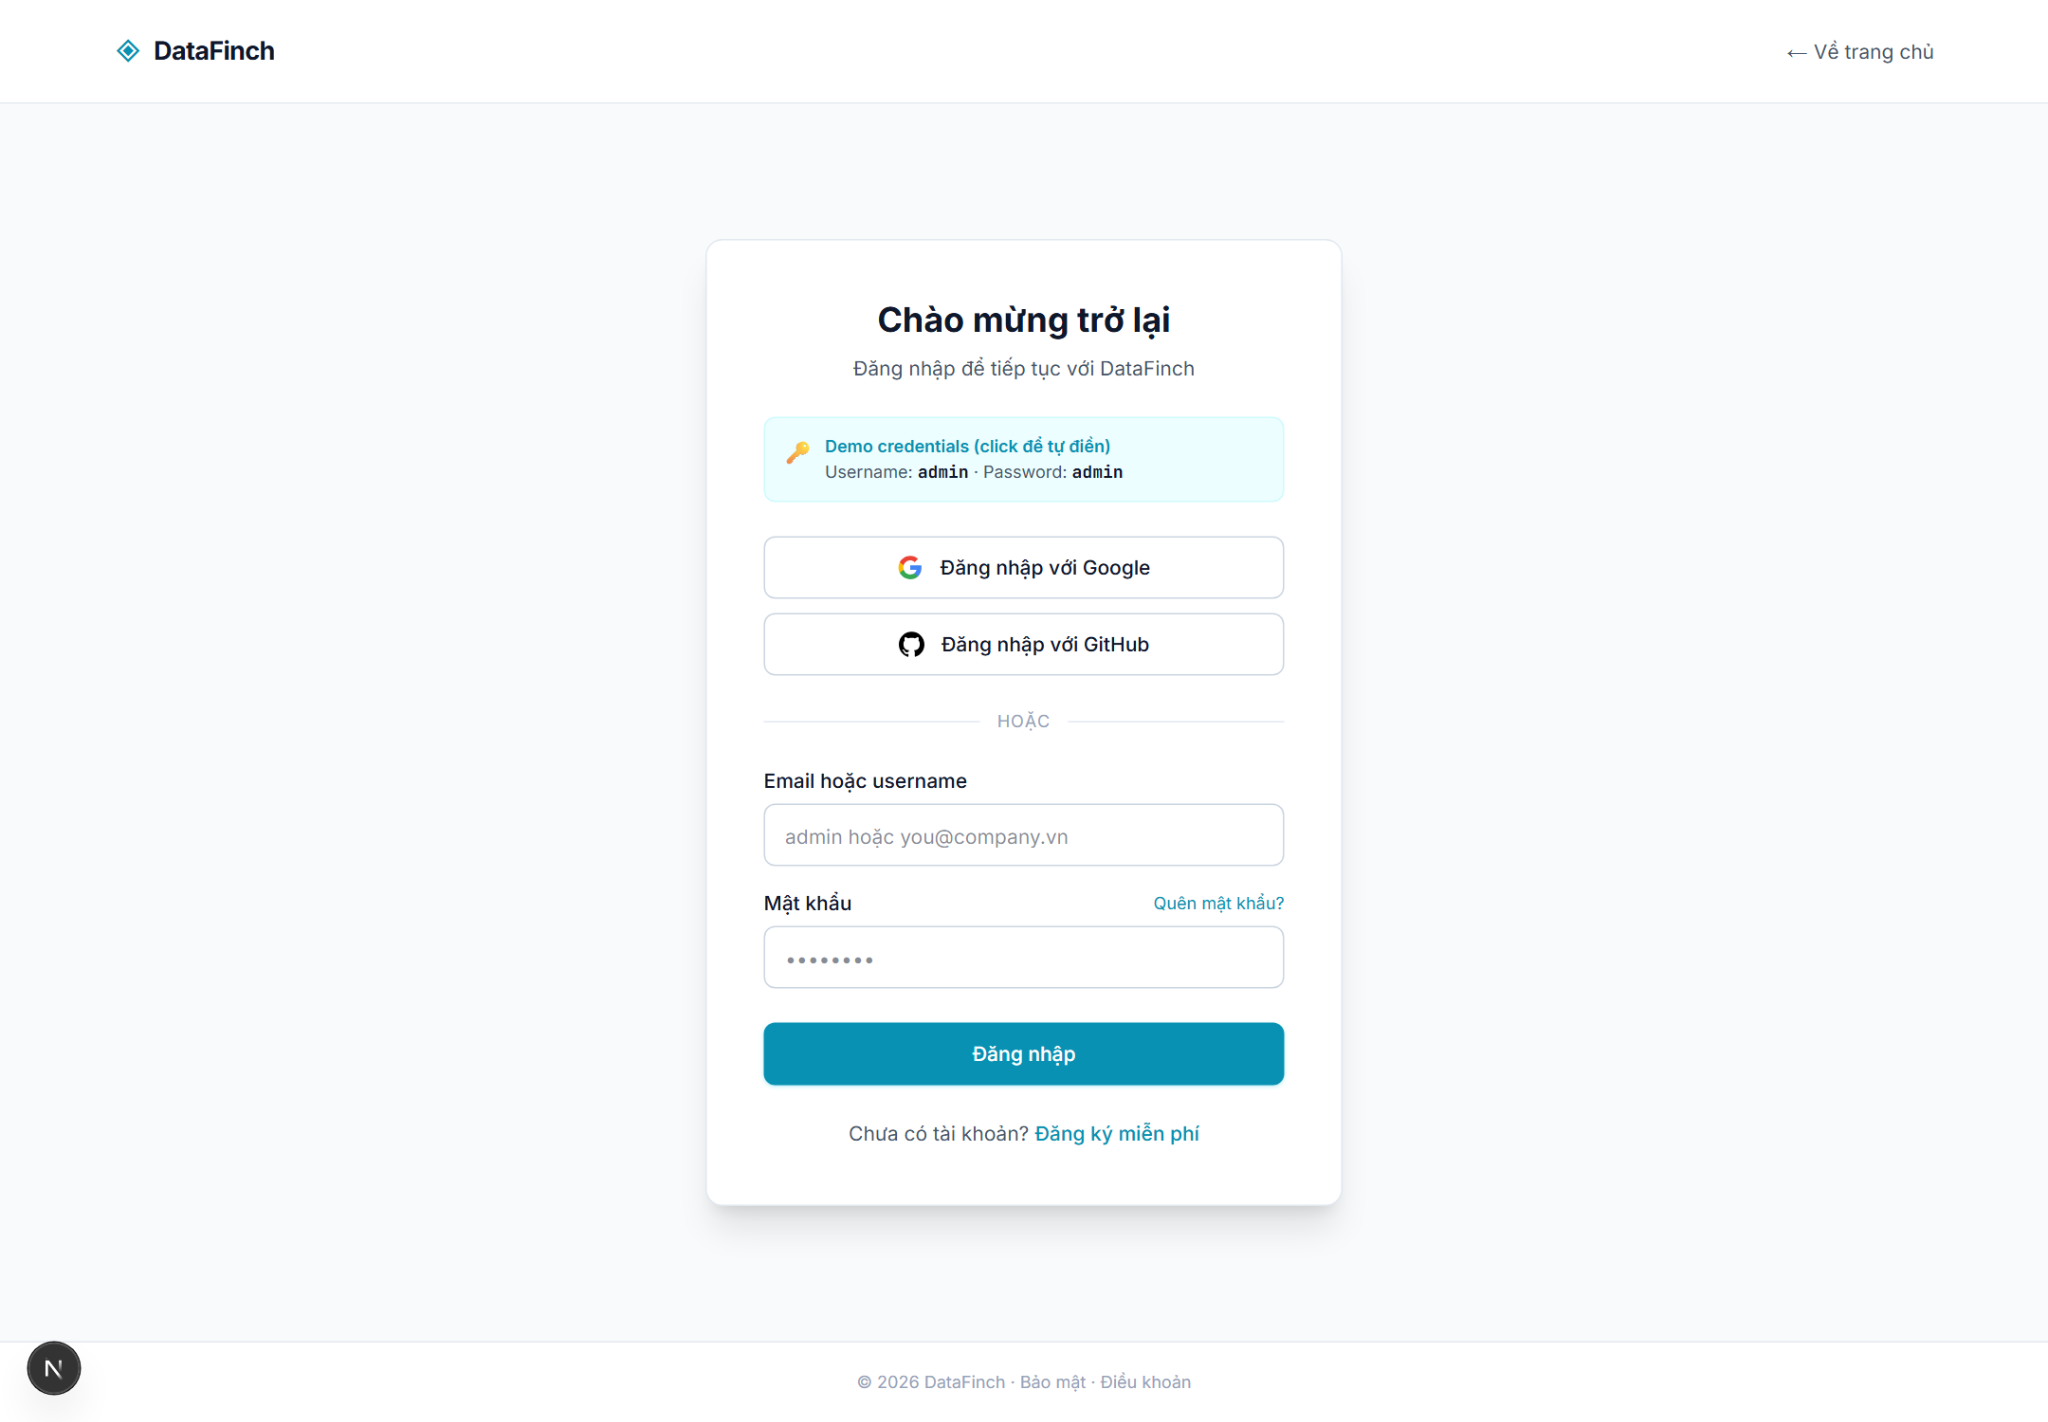 DataFinch
← Về trang chủ
Chào mừng trở lại
Đăng nhập để tiếp tục với DataFinch
Demo credentials (click để tự điền)
Username: admin · Password: admin
Đăng nhập với Google
Đăng nhập với GitHub
HOẶC
Email hoặc username
admin hoặc you@company.vn
Mật khẩu
Quên mật khẩu?
••••••••
Đăng nhập
Chưa có tài khoản? Đăng ký miễn phí
N
© 2026 DataFinch · Bảo mật · Điều khoản